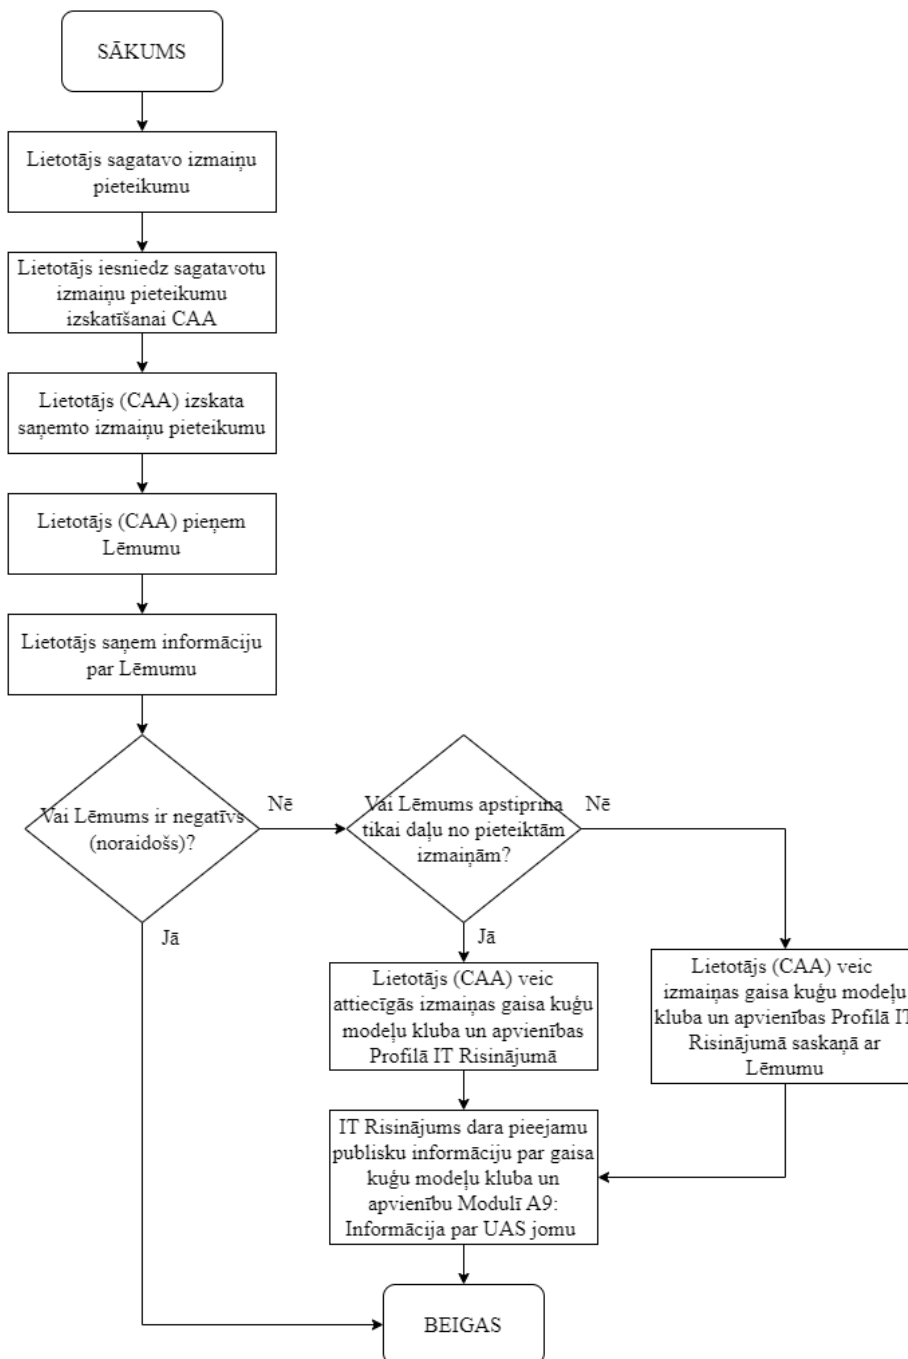 SĀKUMS
Lietotājs sagatavo izmaiņu
pieteikumu
Lietotājs iesniedz sagatavotu
izmaiņu pieteikumu
izskatīšanai CAA
Lietotājs (CAA) izskata
saņemto izmaiņu pieteikumu
Lietotājs (CAA) pieņem
Lēmumu
Lietotājs saņem informāciju
par Lēmumu
Vai Lēmums ir negatīvs
(noraidošs)?
Nē
Jā
Vai Lēmums apstiprina
tikai daļu no pieteiktām
izmaiņām?
Nē
Jā
Lietotājs (CAA) veic
attiecīgās izmaiņas gaisa kuģu
modeļu kluba un apvienības
Profilā IT Risinājumā
Lietotājs (CAA) veic
izmaiņas gaisa kuģu modeļu
kluba un apvienības Profilā IT
Risinājumā saskaņā ar
Lēmumu
IT Risinājums dara pieejamu
publisku informāciju par gaisa
kuģu modeļu kluba un
apvienību Modulī A9:
Informācija par UAS jomu
BEIGAS